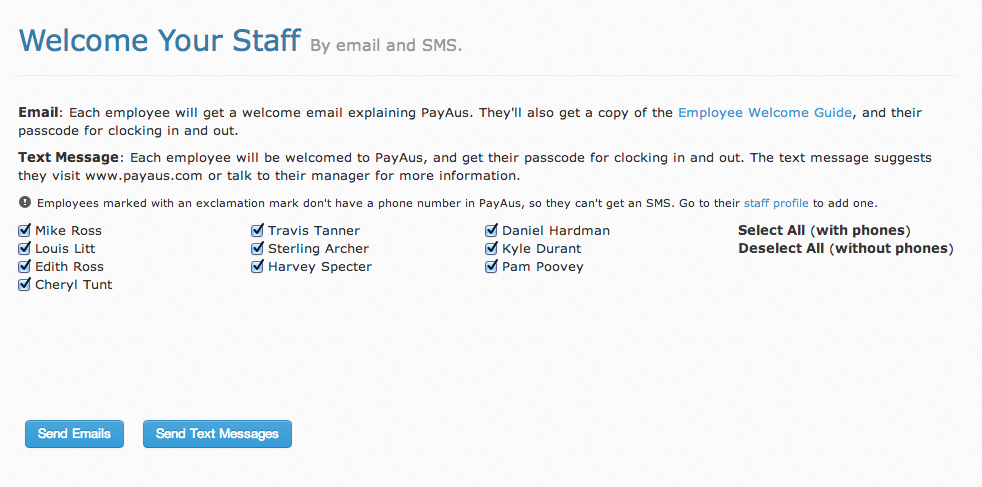 Welcome Your Staff By email and SMS.
Email: Each employee will get a welcome email explaining PayAus. They'll also get a copy of the Employee Welcome Guide, and their
passcode for clocking in and out.
Text Message: Each employee will be welcomed to PayAus, and get their passcode for clocking in and out. The text message suggests
they visit www.payaus.com or talk to their manager for more information.
Employees marked with an exclamation mark don't have a phone number in PayAus, so they can't get an SMS. Go to their staff profile to add one.
Mike Ross Travis Tanner Daniel Hardman Select All (with phones)
Louis Litt Sterling Archer Kyle Durant Deselect All (without phones)
Edith Ross Harvey Specter Pam Poovey
Cheryl Tunt
Send Emails Send Text Messages